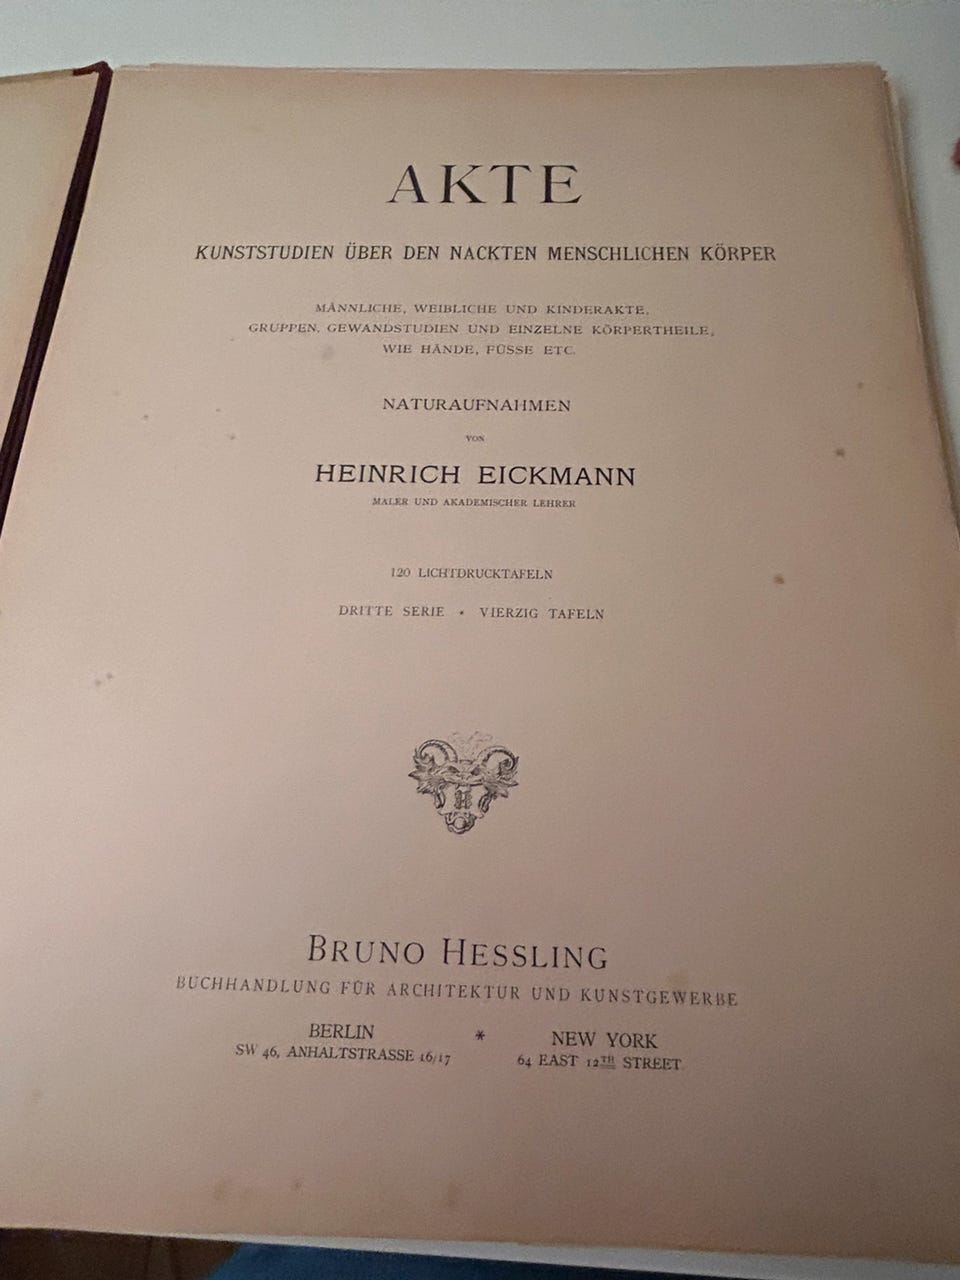 AKTE
KUNSTSTUDIEN ÜBER DEN NACKTEN MENSCHLICHEN KÖRPER
MÄNNLICHE, WEIBLICHE UND KINDERAKTE,
GRUPPEN, GEWANDSTUDIEN UND EINZELNE KÖRPERTHEILE,
WIE HÄNDE, FÜSSE ETC.
NATURAUFNAHMEN
VON
HEINRICH EICKMANN
MALER UND AKADEMISCHER LEHRER
120 LICHTDRUCKTAFELN
DRITTE SERIE * VIERZIG TAFELN
H
BRUNO HESSLING
BUCHHANDLUNG FÜR ARCHITEKTUR UND KUNSTGEWERBE
BERLIN * NEW YORK
SW 46, ANHALTSTRASSE 16/17 64 EAST 12TH STREET